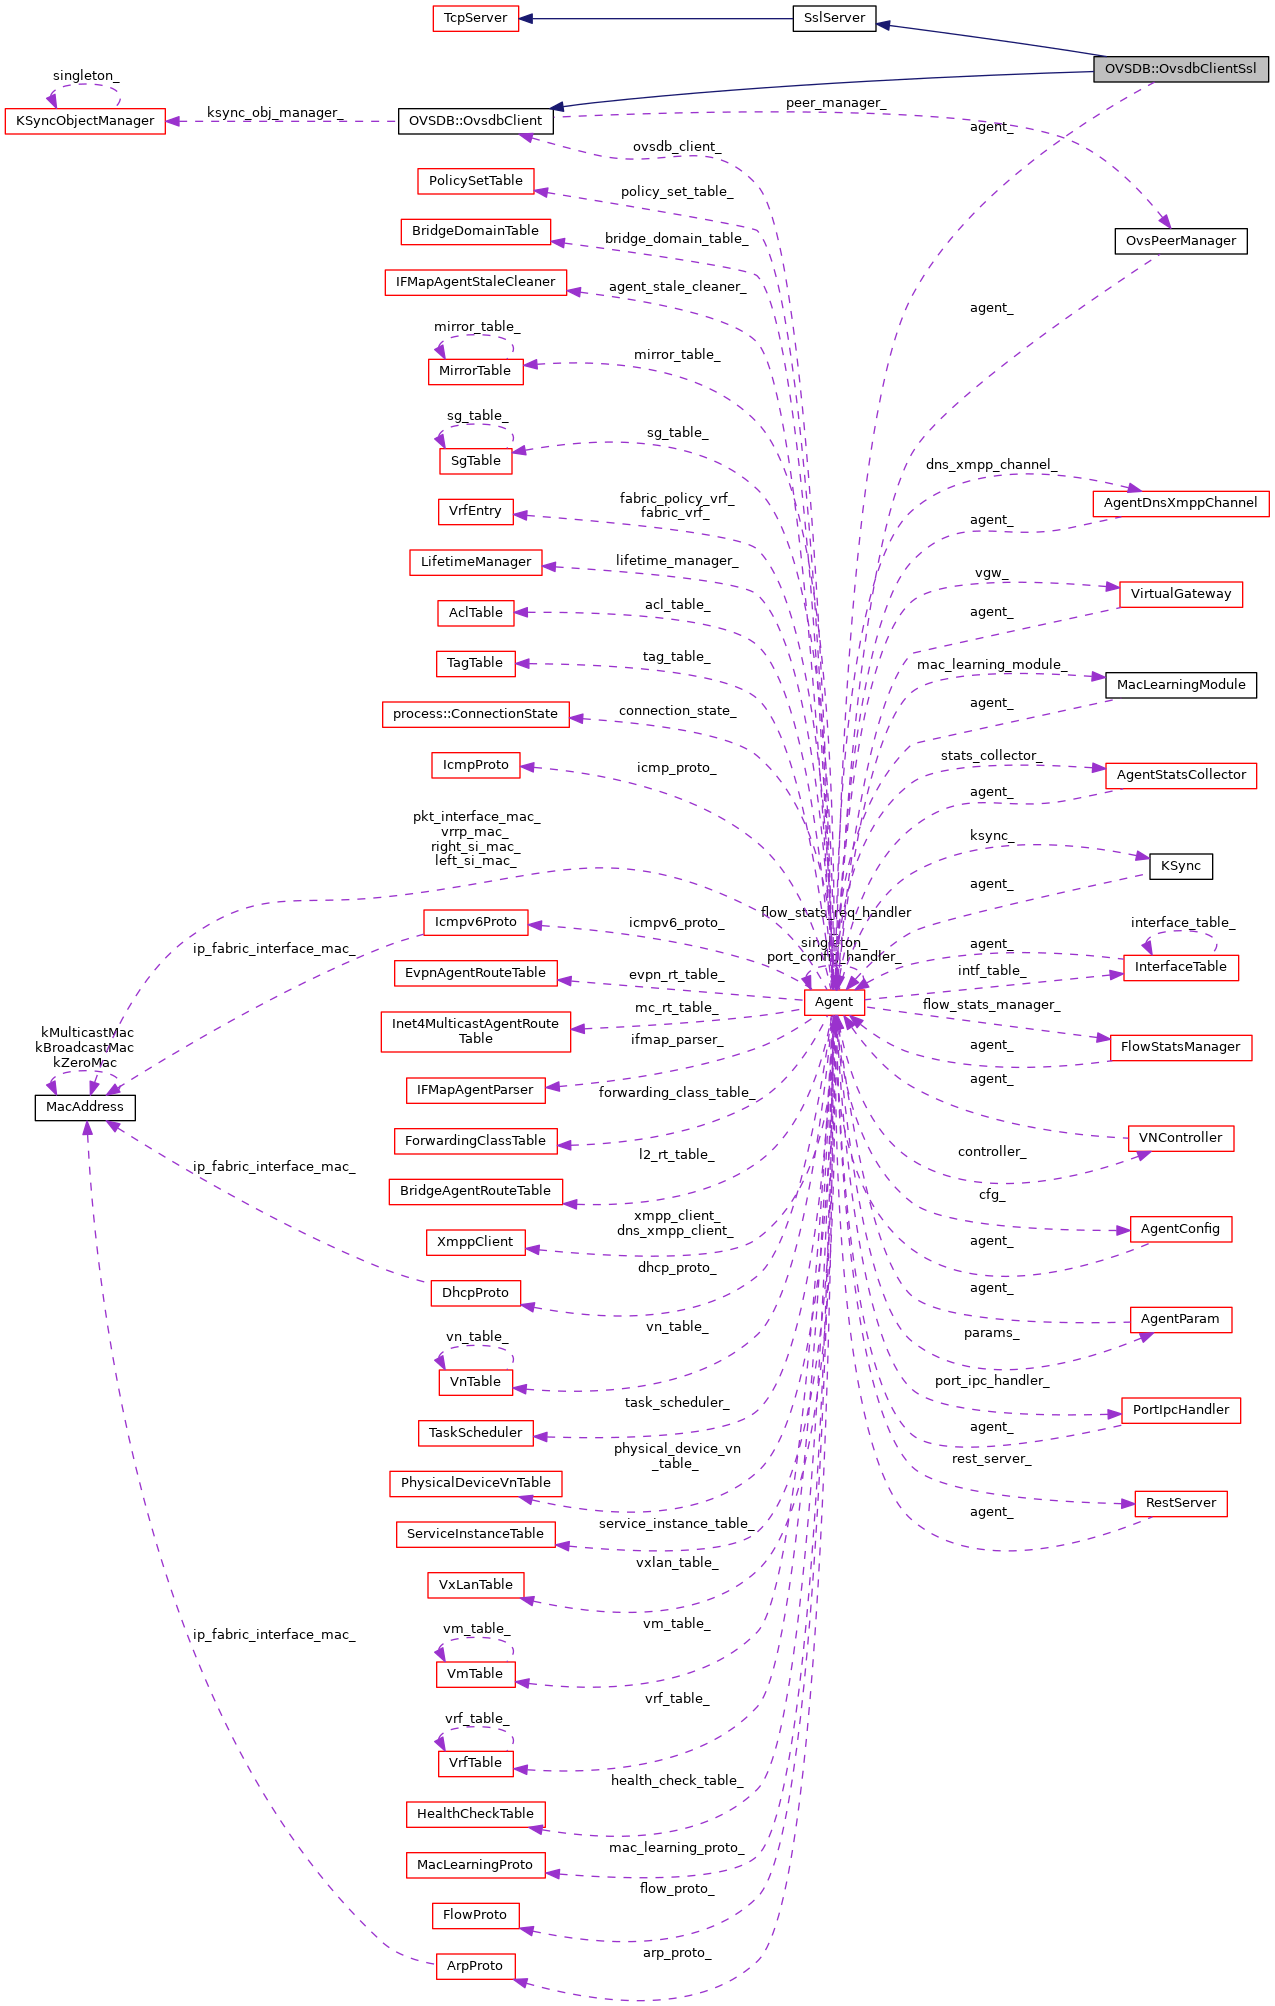 TcpServer
SslServer
OVSDB::OvsdbClientSsl
singleton_
KSyncObjectManager
ksync_obj_manager_
OVSDB::OvsdbClient
peer_manager_
agent_
ovsdb_client_
PolicySetTable
policy_set_table_
BridgeDomainTable
bridge_domain_table_
OvsPeerManager
IFMapAgentStaleCleaner
agent_stale_cleaner_
agent_
mirror_table_
MirrorTable
mirror_table_
sg_table_
SgTable
sg_table_
dns_xmpp_channel_
AgentDnsXmppChannel
VrfEntry
fabric_policy_vrf_
fabric_vrf_
agent_
LifetimeManager
lifetime_manager_
vgw_
VirtualGateway
AclTable
acl_table_
agent_
TagTable
tag_table_
mac_learning_module_
MacLearningModule
process::ConnectionState
connection_state_
agent_
IcmpProto
icmp_proto_
stats_collector_
AgentStatsCollector
agent_
pkt_interface_mac_
vrrp_mac_
right_si_mac_
left_si_mac_
ksync_
KSync
agent_
Icmpv6Proto
icmpv6_proto_
flow_stats_req_handler
_
singleton_
port_config_handler_
interface_table_
InterfaceTable
agent_
ip_fabric_interface_mac_
EvpnAgentRouteTable
evpn_rt_table_
intf_table_
Agent
mc_rt_table_
flow_stats_manager_
Inet4MulticastAgentRoute
Table
ifmap_parser_
FlowStatsManager
agent_
kMulticastMac
kBroadcastMac
kZeroMac
MacAddress
IFMapAgentParser
forwarding_class_table_
agent_
ForwardingClassTable
VNController
l2_rt_table_
controller_
BridgeAgentRouteTable
ip_fabric_interface_mac_
cfg_
xmpp_client_
dns_xmpp_client_
XmppClient
AgentConfig
agent_
dhcp_proto_
DhcpProto
agent_
AgentParam
vn_table_
params_
vn_table_
VnTable
port_ipc_handler_
PortIpcHandler
task_scheduler_
TaskScheduler
agent_
physical_device_vn
_table_
rest_server_
PhysicalDeviceVnTable
RestServer
agent_
ServiceInstanceTable
service_instance_table_
vxlan_table_
VxLanTable
vm_table_
VmTable
vm_table_
ip_fabric_interface_mac_
vrf_table_
vrf_table_
VrfTable
health_check_table_
HealthCheckTable
mac_learning_proto_
MacLearningProto
flow_proto_
FlowProto
arp_proto_
ArpProto